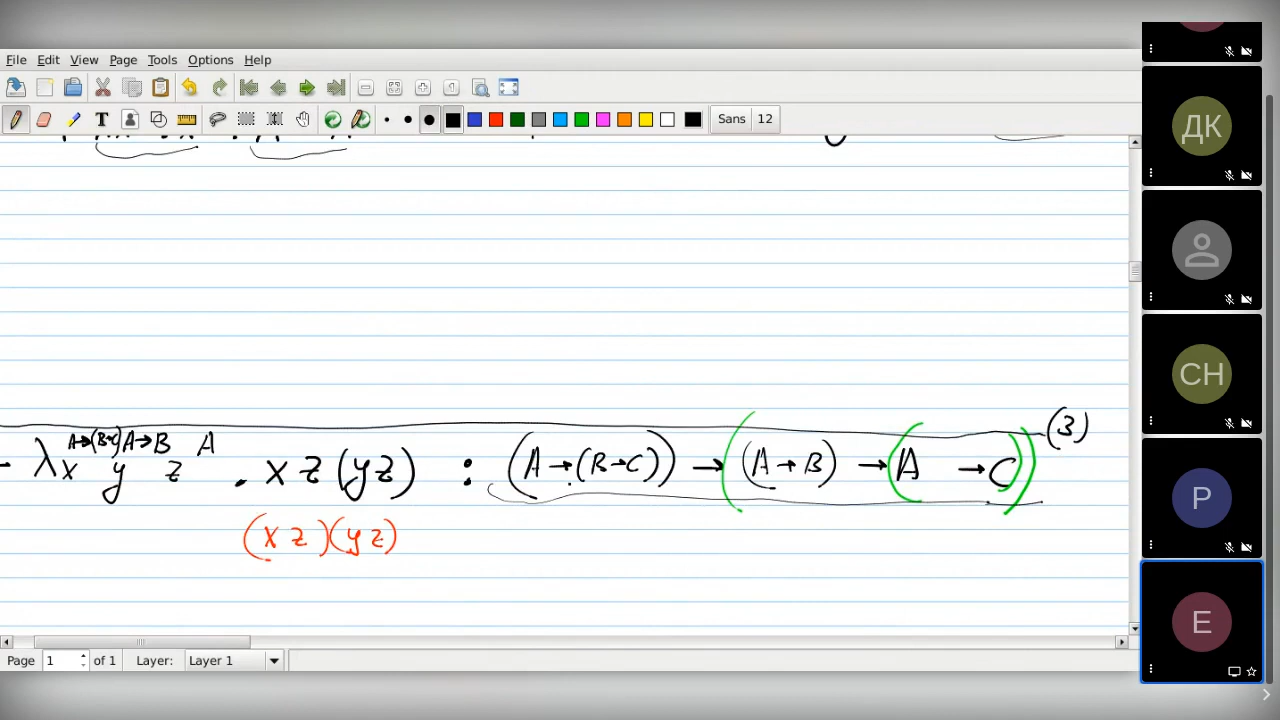 File Edit View Page Tools Options Help
Sans 12
ДК
(3)
A→(B→C) A→B A
λx y z . x z (y z) : (A→(B→C)) → ((A→B) → (A → C))
СН
(x z)(y z)
P
E
Page 1 of 1 Layer: Layer 1